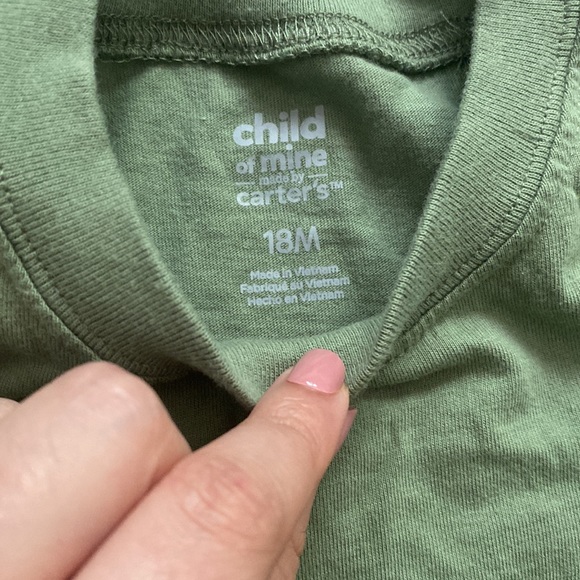 child
of mine
made by
carter's™
18M
Made in Vietnam
Fabriqué au Vietnam
Hecho en Vietnam